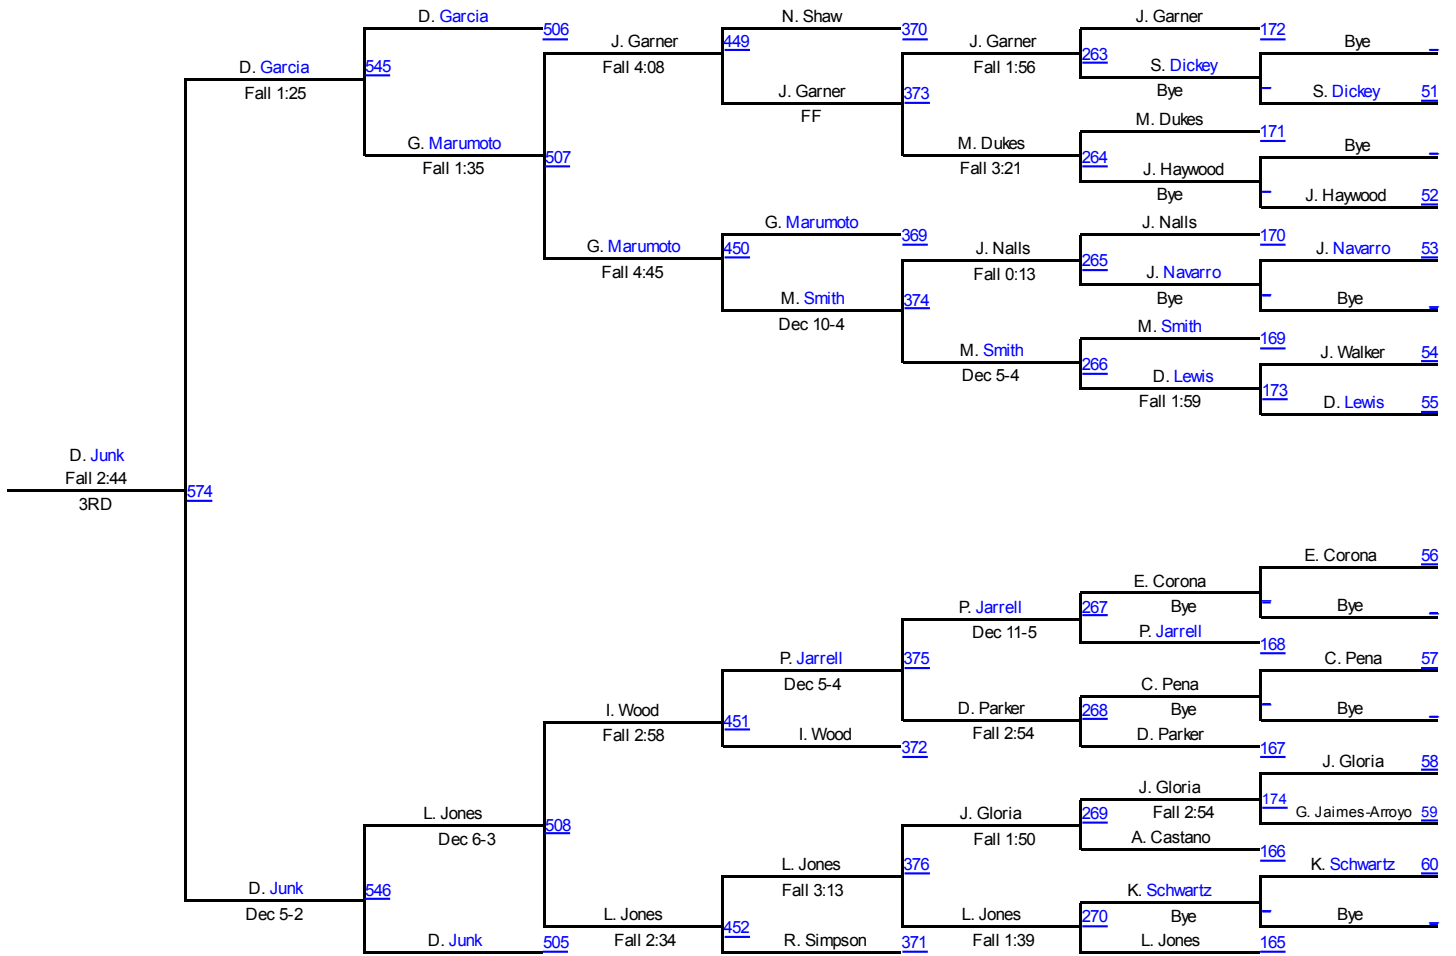 D. Garcia
N. Shaw
J. Garner
506
370
172
J. Garner
449
J. Garner
Bye
D. Garcia
545
Fall 4:08
Fall 1:56
263
S. Dickey
Fall 1:25
J. Garner
373
Bye
S. Dickey
51
FF
M. Dukes
171
G. Marumoto
507
M. Dukes
264
Bye
Fall 1:35
Fall 3:21
J. Haywood
Bye
J. Haywood
52
G. Marumoto
369
J. Nalls
170
G. Marumoto
450
J. Nalls
265
J. Navarro
53
Fall 4:45
Fall 0:13
J. Navarro
M. Smith
374
Bye
Bye
Dec 10-4
M. Smith
169
M. Smith
266
J. Walker
54
Dec 5-4
D. Lewis
173
Fall 1:59
D. Lewis
55
D. Junk
Fall 2:44
574
3RD
E. Corona
56
E. Corona
P. Jarrell
267
Bye
Bye
Dec 11-5
P. Jarrell
168
P. Jarrell
375
C. Pena
57
Dec 5-4
C. Pena
I. Wood
451
D. Parker
268
Bye
Bye
Fall 2:58
I. Wood
372
Fall 2:54
D. Parker
167
J. Gloria
58
J. Gloria
174
L. Jones
508
J. Gloria
269
Fall 2:54
G. Jaimes-Arroyo
59
Dec 6-3
Fall 1:50
A. Castano
166
L. Jones
376
K. Schwartz
60
D. Junk
546
Fall 3:13
K. Schwartz
Dec 5-2
L. Jones
452
L. Jones
270
Bye
Bye
D. Junk
505
Fall 2:34
R. Simpson
371
Fall 1:39
L. Jones
165